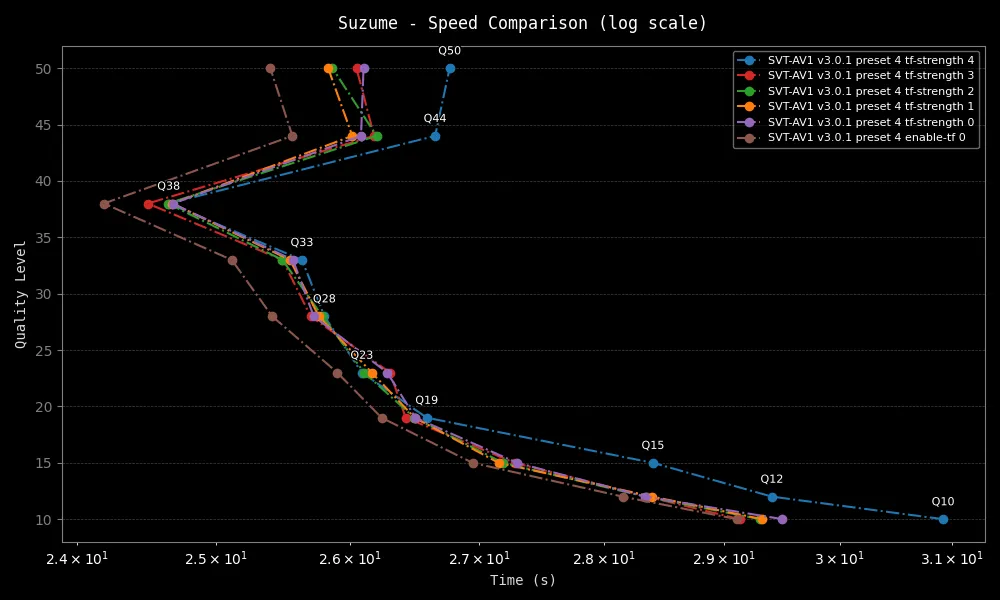 Suzume - Speed Comparison (log scale)
SVT-AV1 v3.0.1 preset 4 tf-strength 4
SVT-AV1 v3.0.1 preset 4 tf-strength 3
SVT-AV1 v3.0.1 preset 4 tf-strength 2
SVT-AV1 v3.0.1 preset 4 tf-strength 1
SVT-AV1 v3.0.1 preset 4 tf-strength 0
SVT-AV1 v3.0.1 preset 4 enable-tf 0
Quality Level
50
45
40
35
30
25
20
15
10
Q50
Q44
Q38
Q33
Q28
Q23
Q19
Q15
Q12
Q10
2.4 × 10¹
2.5 × 10¹
2.6 × 10¹
2.7 × 10¹
2.8 × 10¹
2.9 × 10¹
3 × 10¹
3.1 × 10¹
Time (s)